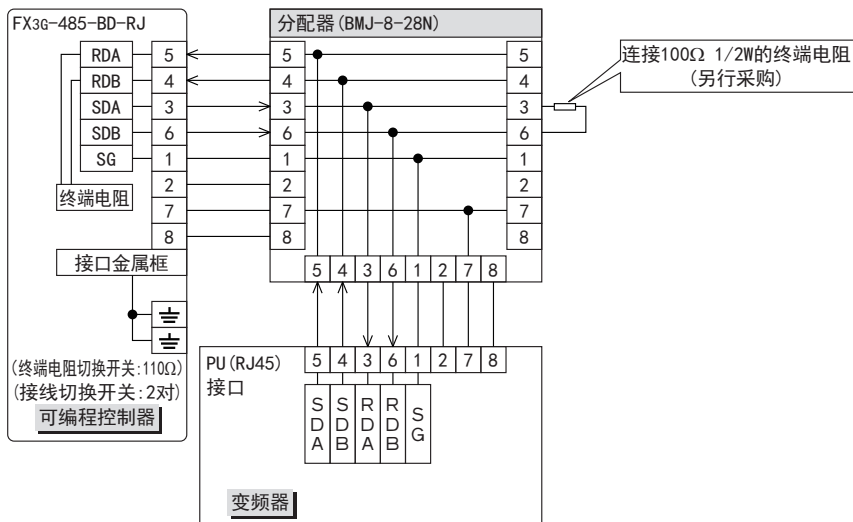 FX3G-485-BD-RJ
RDA 5
RDB 4
SDA 3
SDB 6
SG 1
2
终端电阻
7
8
接口金属框
(终端电阻切换开关:110Ω)
(接线切换开关:2对)
可编程控制器
分配器(BMJ-8-28N)
5 5
4 4
3 3
6 6
1 1
2 2
7 7
8 8
5 4 3 6 1 2 7 8
连接100Ω 1/2W的终端电阻
(另行采购)
PU(RJ45)
接口
5 4 3 6 1 2 7 8
SDA SDB RDA RDB SG
变频器